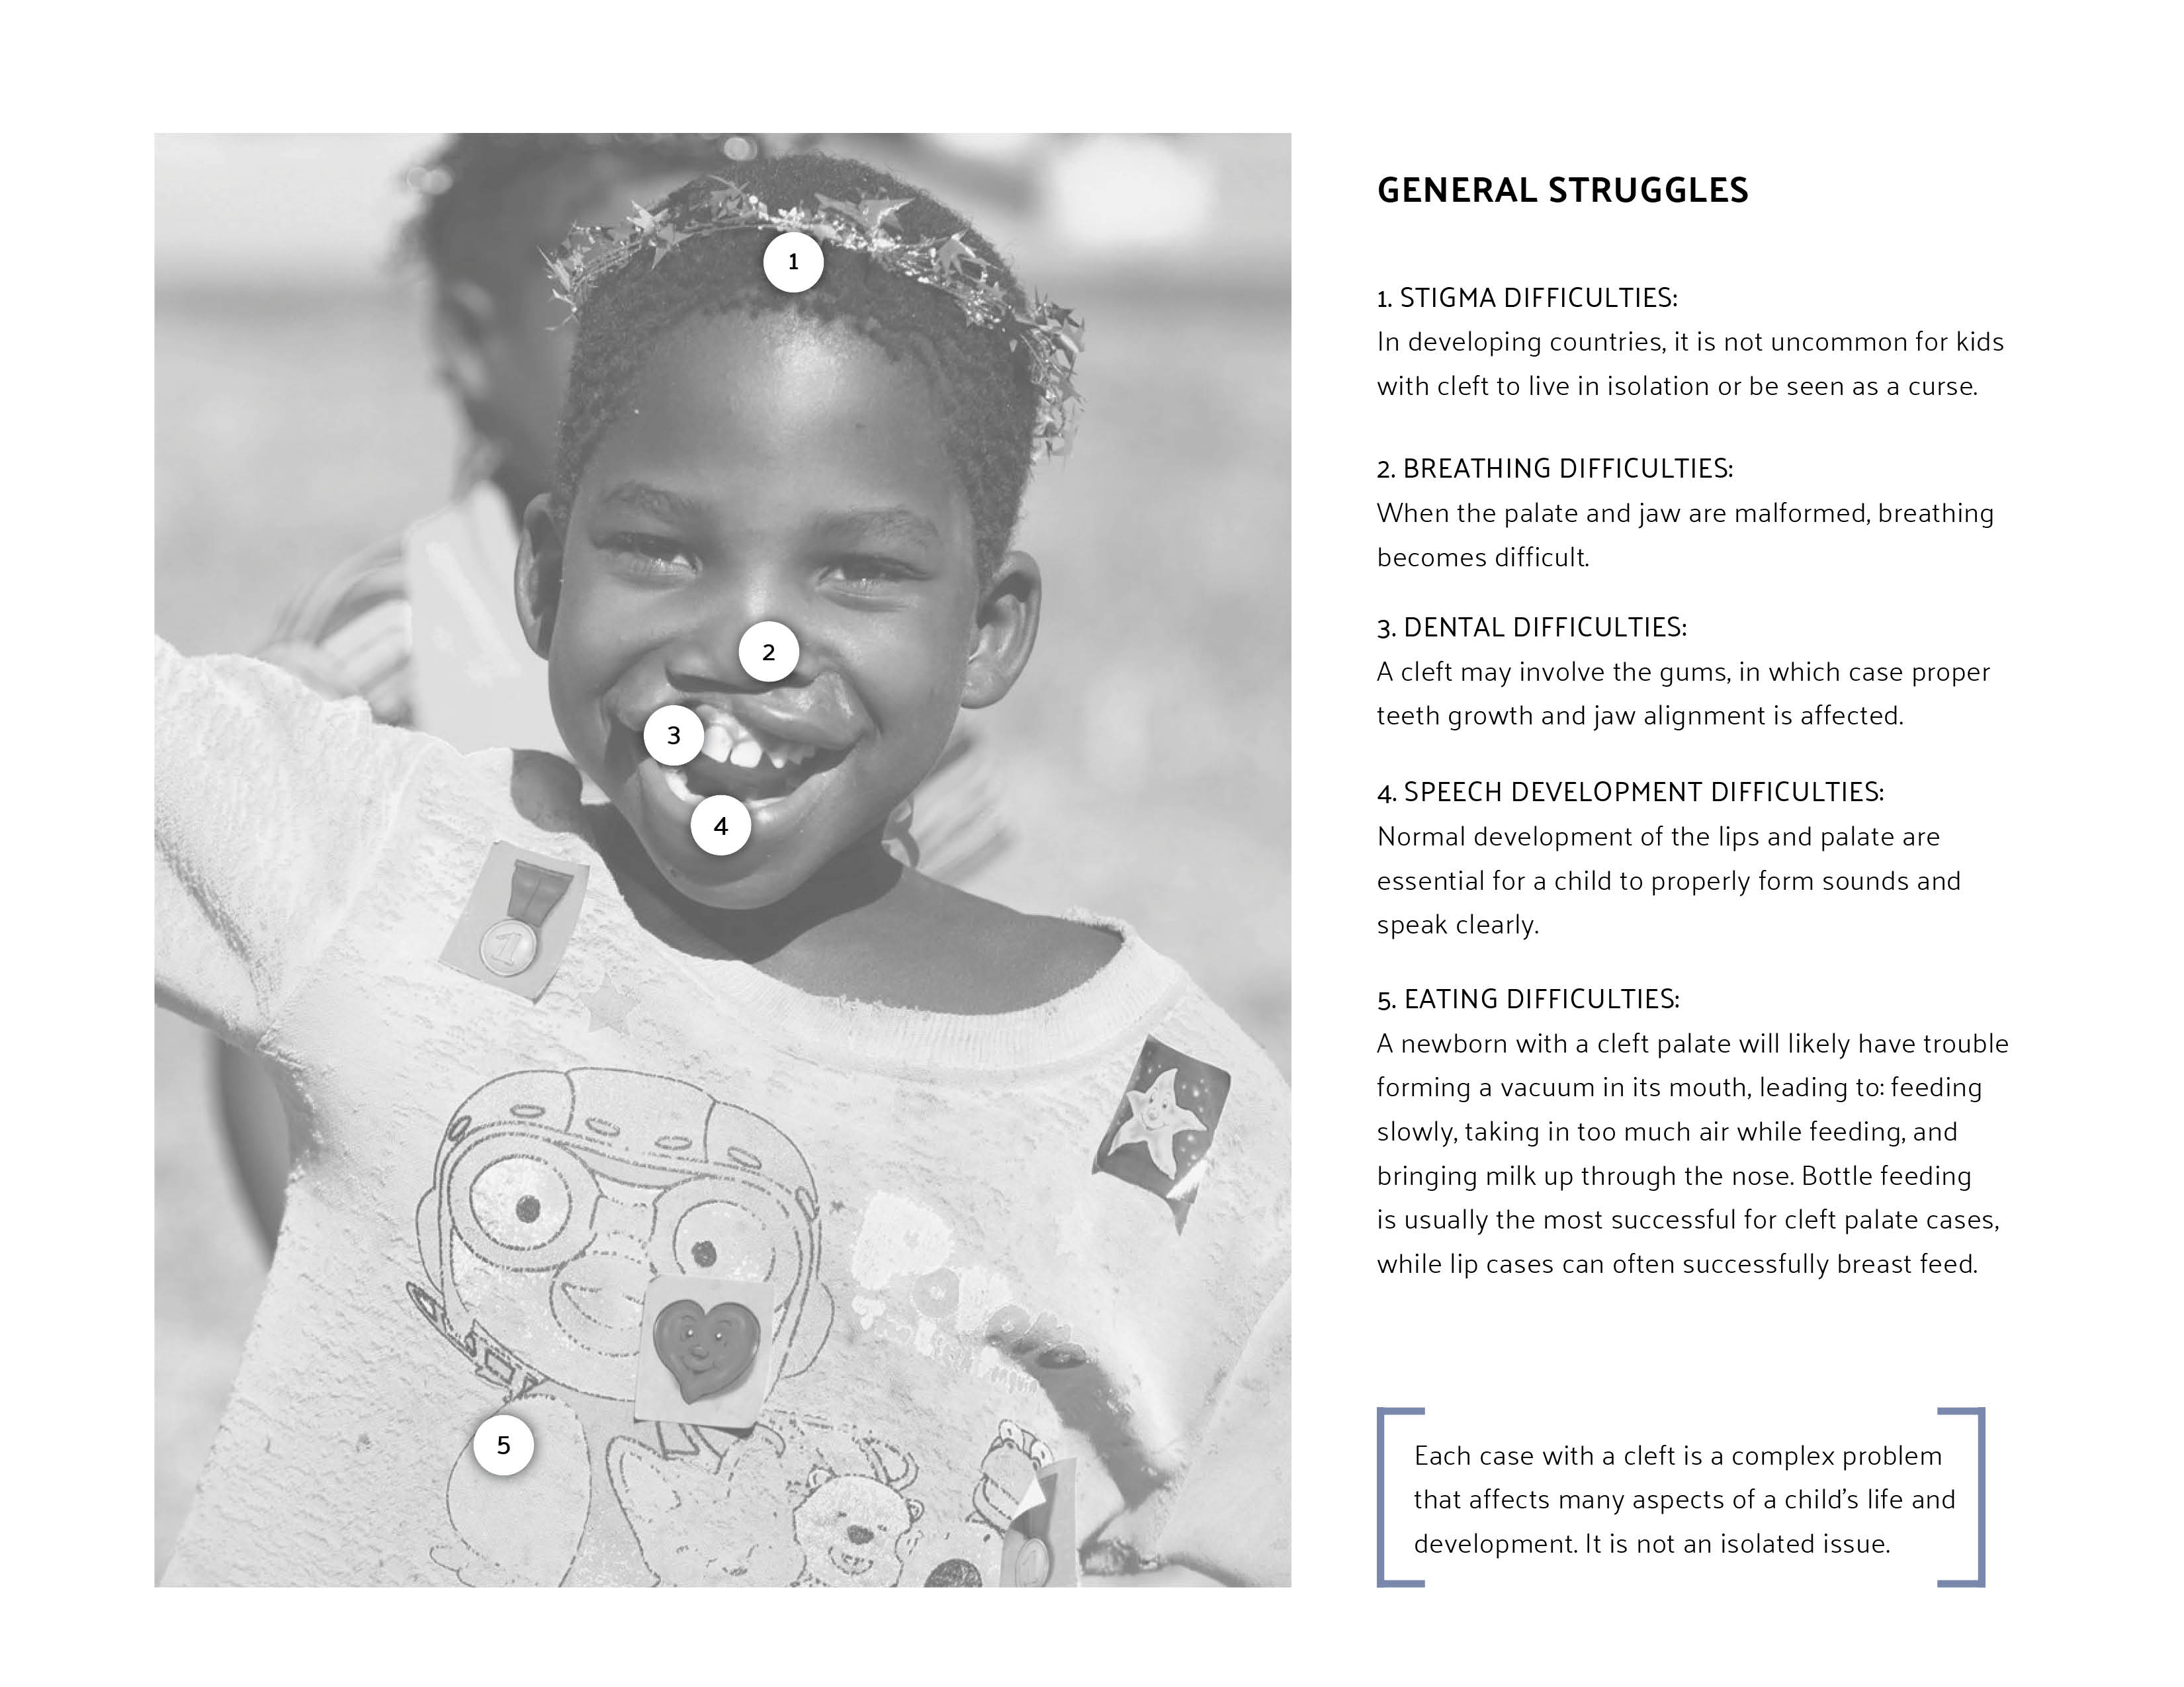 GENERAL STRUGGLES
1. STIGMA DIFFICULTIES:
In developing countries, it is not uncommon for kids
with cleft to live in isolation or be seen as a curse.
2. BREATHING DIFFICULTIES:
When the palate and jaw are malformed, breathing
becomes difficult.
3. DENTAL DIFFICULTIES:
A cleft may involve the gums, in which case proper
teeth growth and jaw alignment is affected.
4. SPEECH DEVELOPMENT DIFFICULTIES:
Normal development of the lips and palate are
essential for a child to properly form sounds and
speak clearly.
5. EATING DIFFICULTIES:
A newborn with a cleft palate will likely have trouble
forming a vacuum in its mouth, leading to: feeding
slowly, taking in too much air while feeding, and
bringing milk up through the nose. Bottle feeding
is usually the most successful for cleft palate cases,
while lip cases can often successfully breast feed.
Each case with a cleft is a complex problem
that affects many aspects of a child's life and
development. It is not an isolated issue.
1
2
3
4
1
5
1